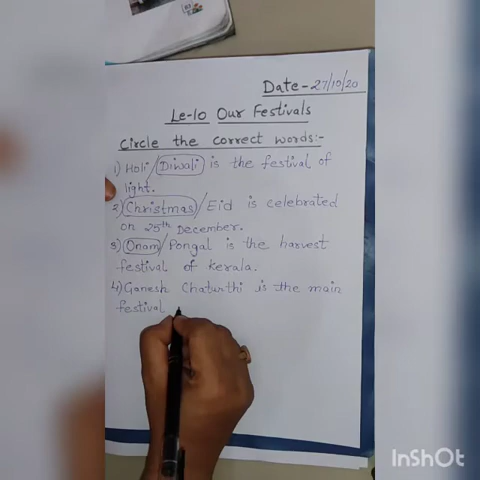 Date-27/10/20
Le-10 Our Festivals
Circle the correct words:-
1) Holi/Diwali is the festival of
light.
2) Christmas/Eid is celebrated
on 25th December.
3) Onam/Pongal is the harvest
festival of Kerala.
4) Ganesh Chaturthi is the main
festival
InShOt